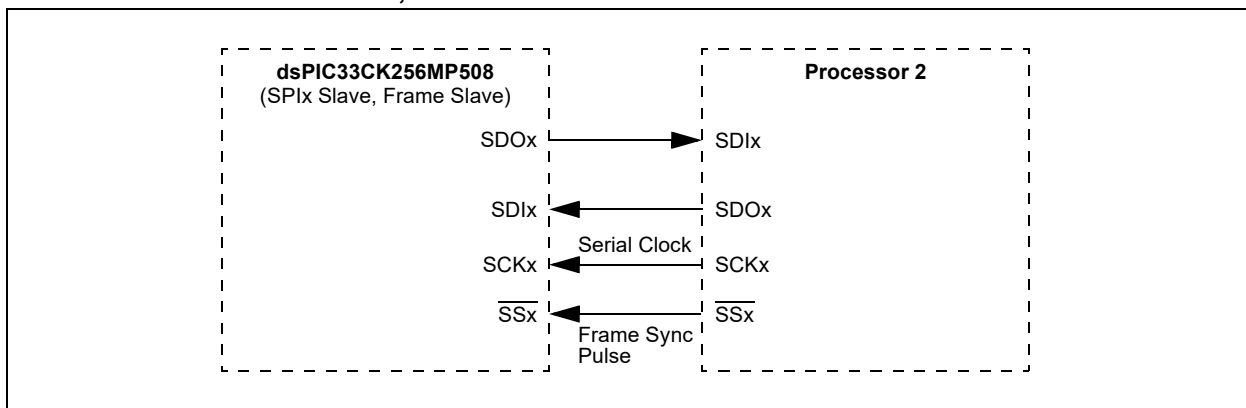 dsPIC33CK256MP508
(SPIx Slave, Frame Slave)
Processor 2
SDOx
SDIx
SDIx
SDOx
Serial Clock
SCKx
SCKx
SSx
SSx
Frame Sync
Pulse